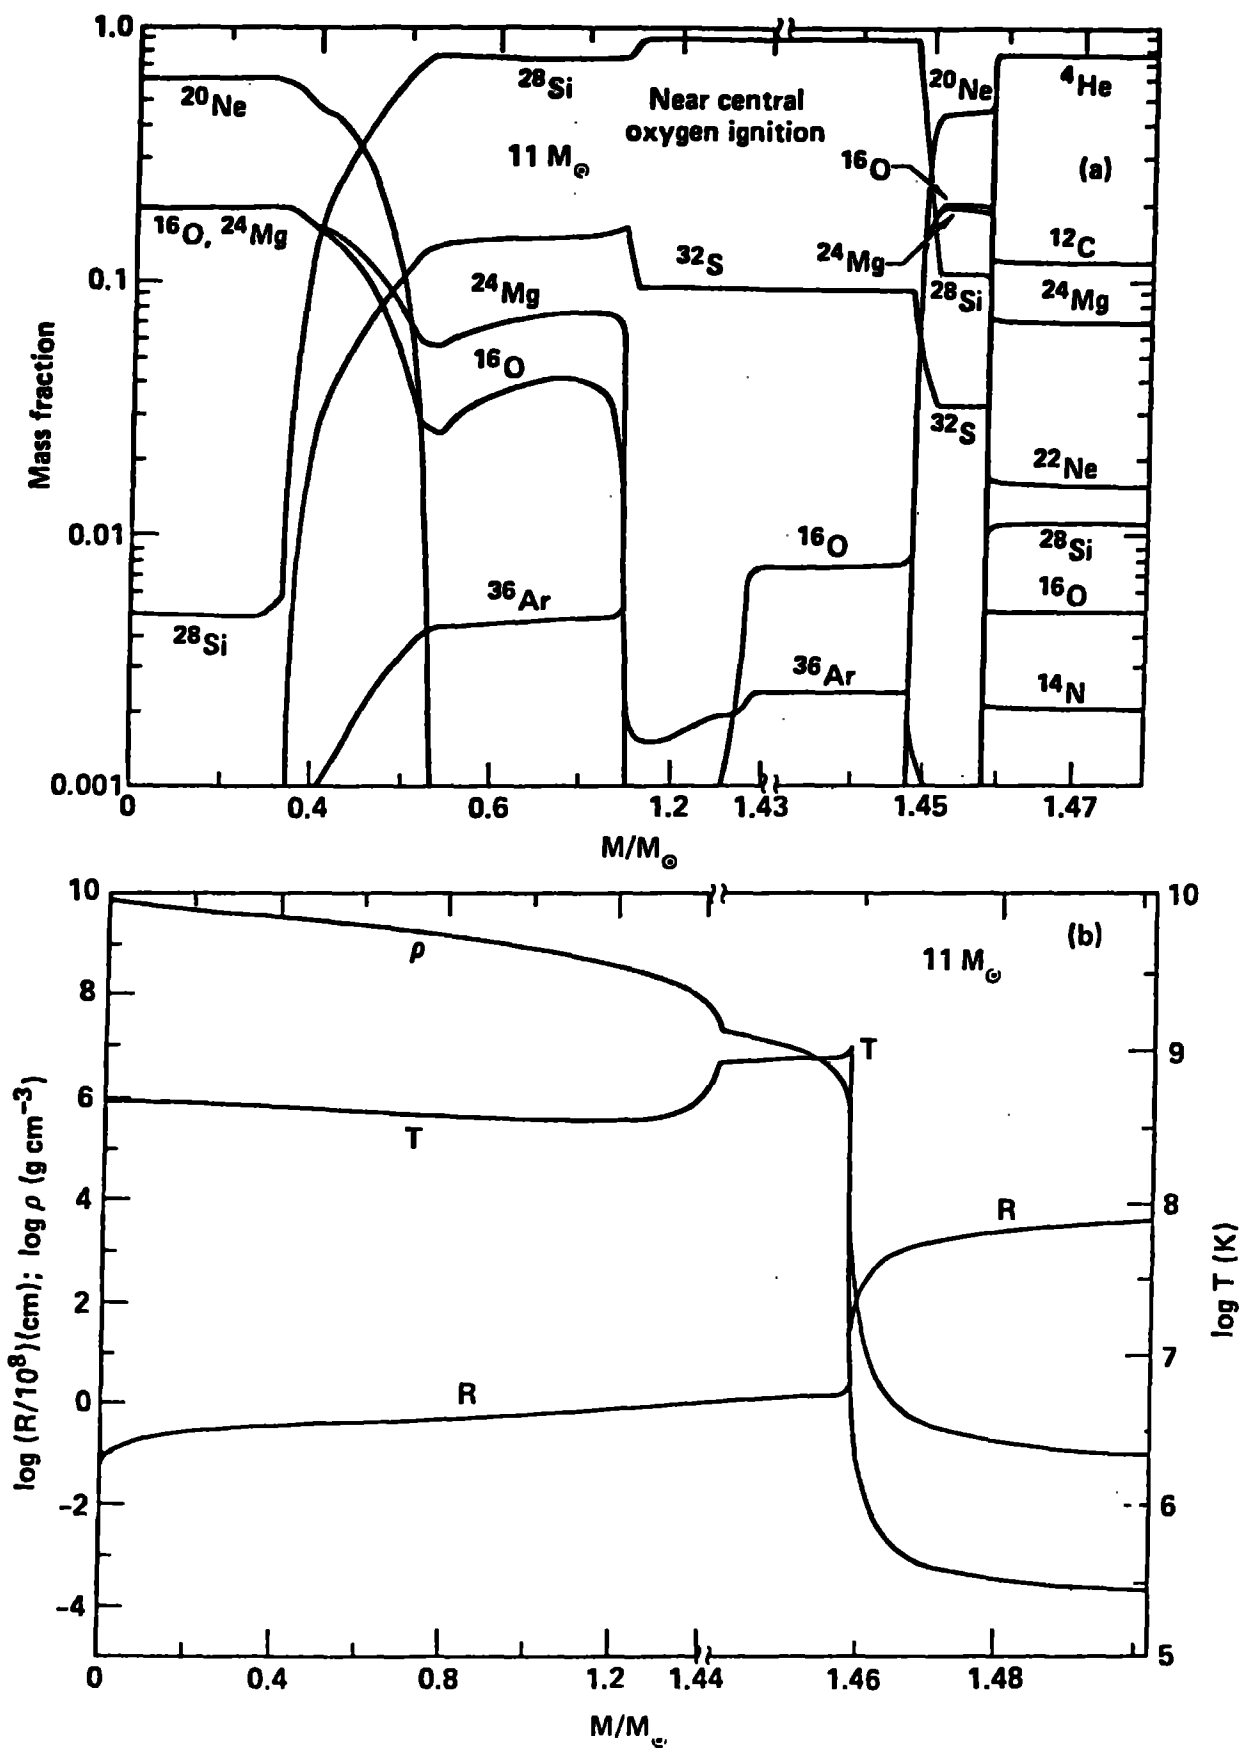 1.0
20Ne
28Si
Near central
oxygen ignition
11 M⊙
20Ne
4He
16O
(a)
16O, 24Mg
32S
24Mg
12C
0.1
24Mg
28Si
24Mg
16O
Mass fraction
32S
22Ne
0.01
16O
28Si
36Ar
16O
28Si
36Ar
14N
0.001
0 0.4 0.6 1.2 1.43 1.45 1.47
M/M⊙
10
10
(b)
ρ
11 M⊙
8
T
9
6
T
4
R
8
log (R/10⁸)(cm); log ρ (g cm⁻³)
log T (K)
2
7
0
R
-2
6
-4
5
0 0.4 0.8 1.2 1.44 1.46 1.48
M/M⊙